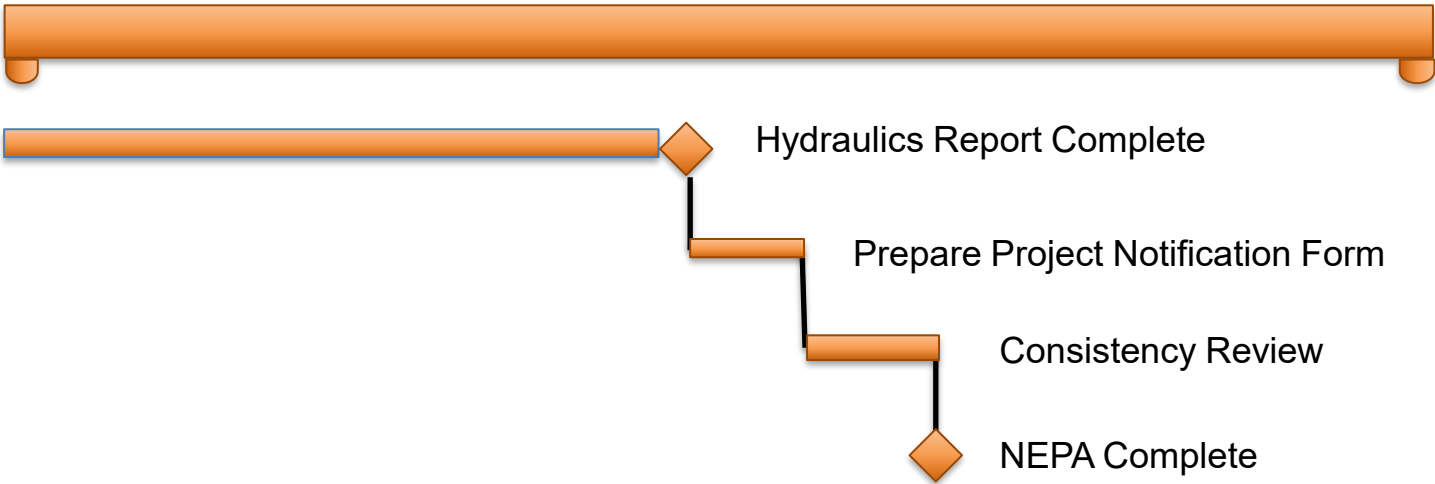 Hydraulics Report Complete
Prepare Project Notification Form
Consistency Review
NEPA Complete